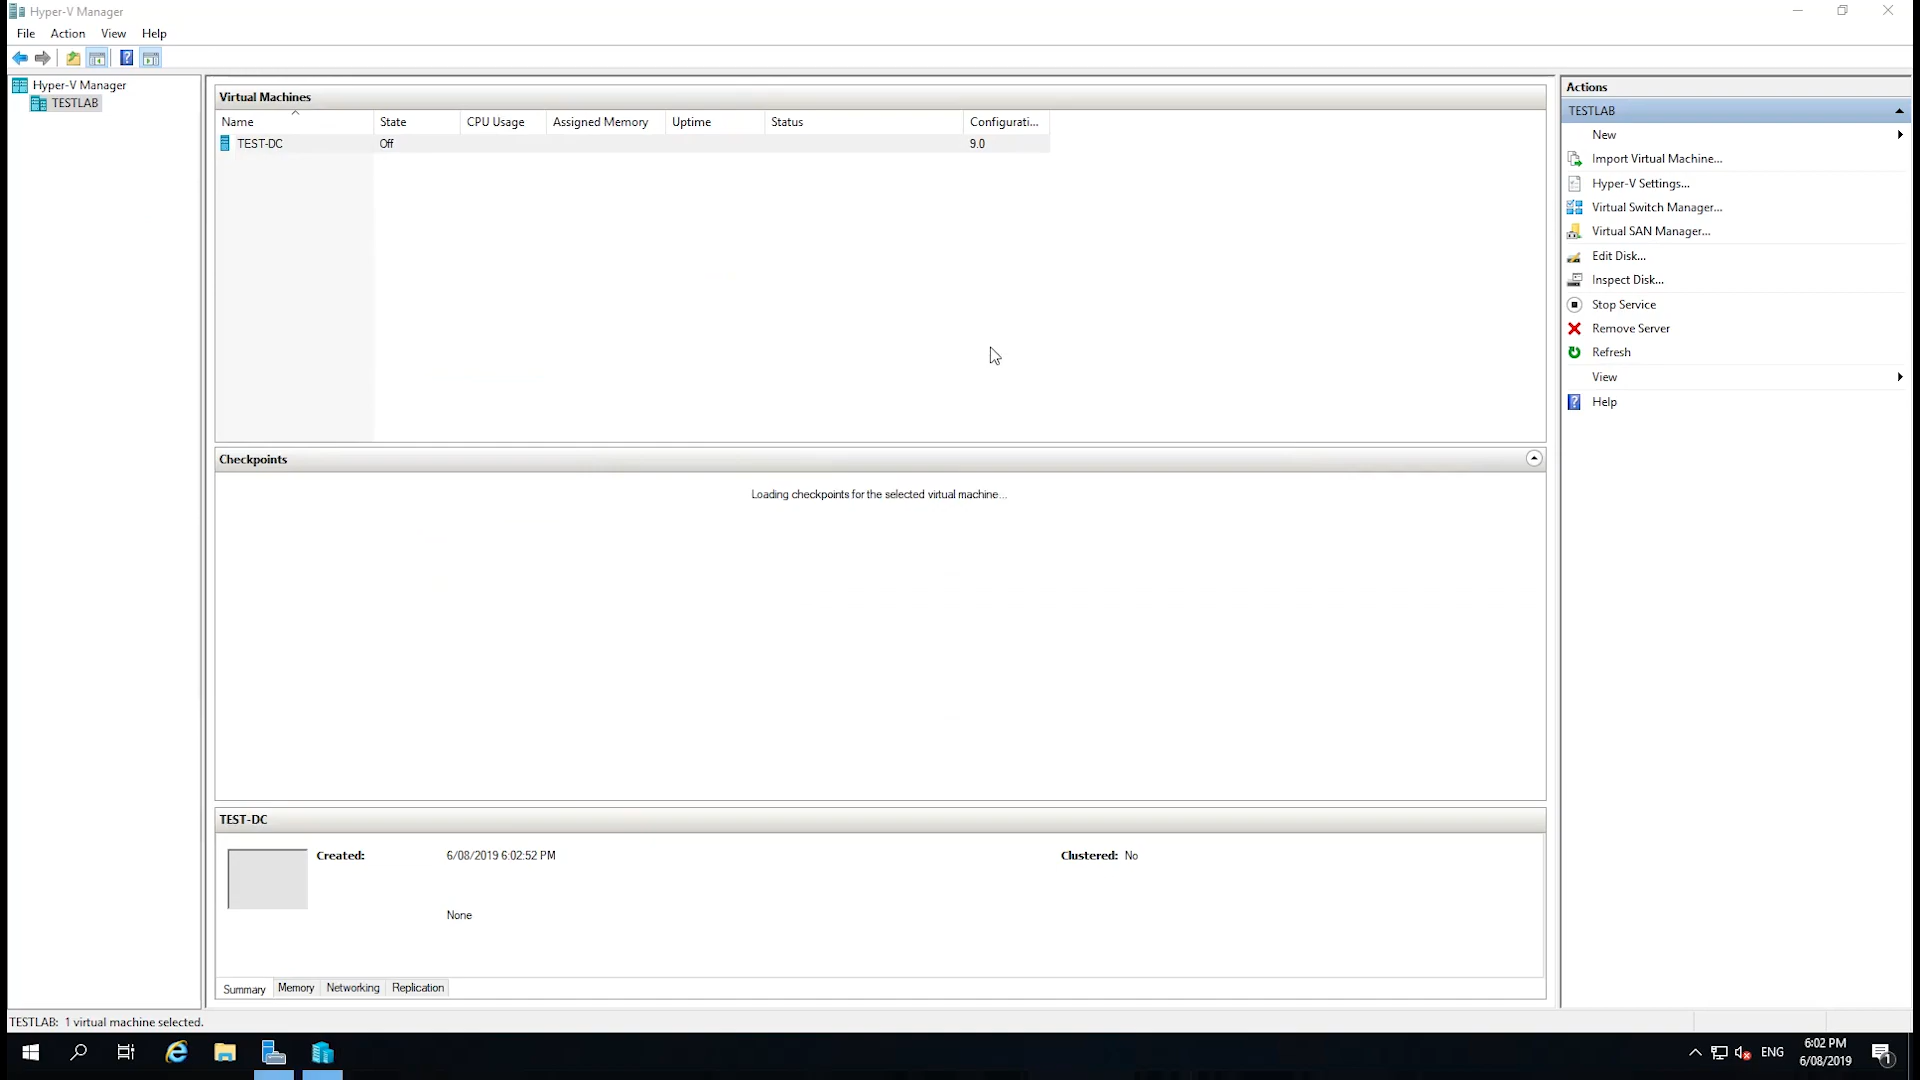 Hyper-V Manager
File Action View Help
Hyper-V Manager
TESTLAB
Virtual Machines
Name State CPU Usage Assigned Memory Uptime Status Configurati...
TEST-DC Off 9.0
Checkpoints
Loading checkpoints for the selected virtual machine...
TEST-DC
Created: 6/08/2019 6:02:52 PM Clustered: No
None
Summary Memory Networking Replication
Actions
TESTLAB
New
Import Virtual Machine...
Hyper-V Settings...
Virtual Switch Manager...
Virtual SAN Manager...
Edit Disk...
Inspect Disk...
Stop Service
Remove Server
Refresh
View
Help
TESTLAB: 1 virtual machine selected.
ENG
6:02 PM
6/08/2019
1